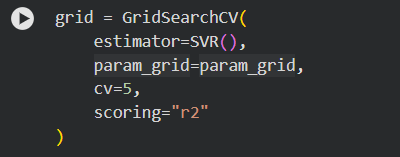 grid = GridSearchCV(
    estimator=SVR(),
    param_grid=param_grid,
    cv=5,
    scoring="r2"
)